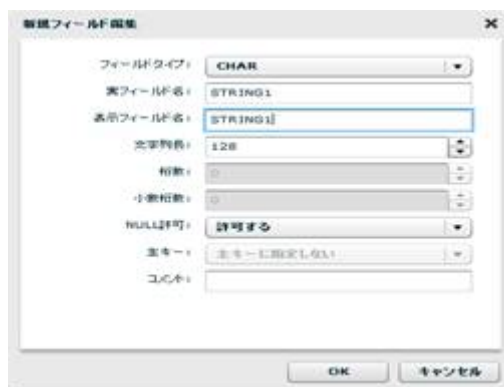 新規フィールド編集
フィールドタイプ: CHAR
実フィールド名: STRING1
表示フィールド名: STRING1
文字列長: 128
桁数: 0
小数桁数: 0
NULL許可: 許可する
主キー: 主キーに指定しない
コメント:
OK キャンセル